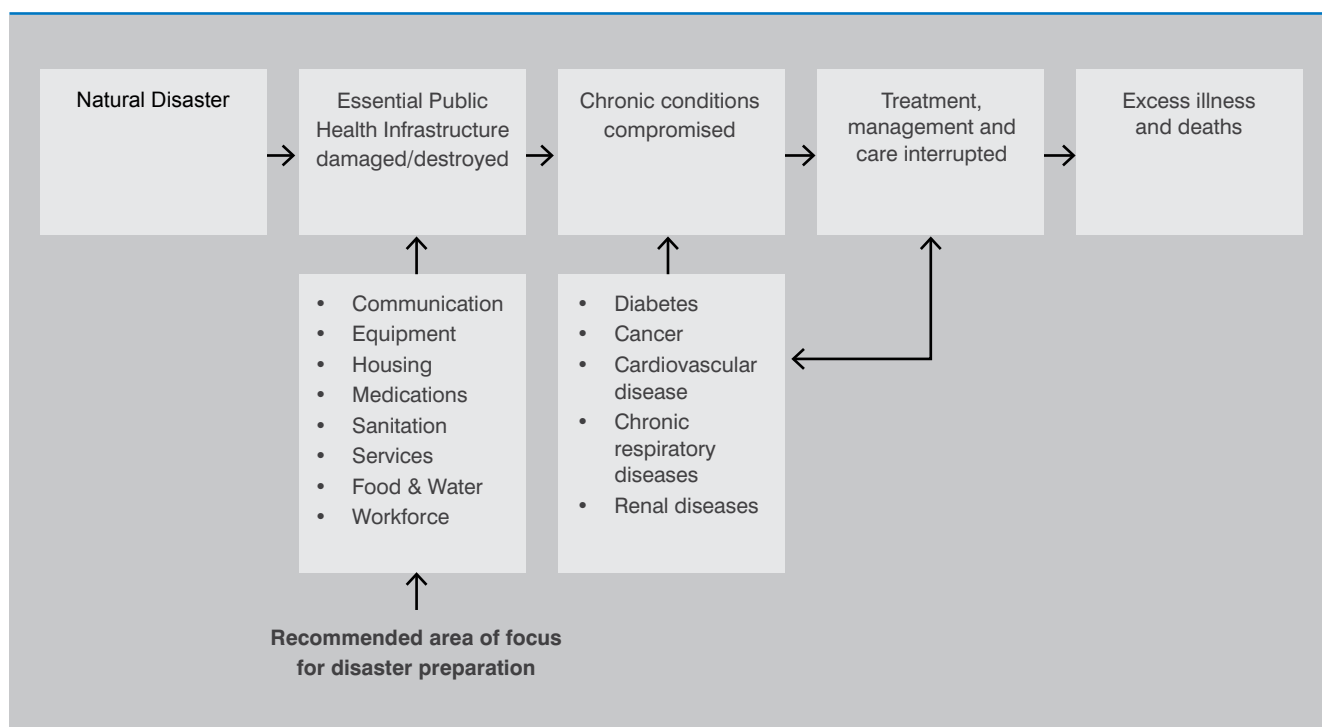 Natural Disaster
Essential Public
Health Infrastructure
damaged/destroyed
Chronic conditions
compromised
Treatment,
management and
care interrupted
Excess illness
and deaths
• Communication
• Equipment
• Housing
• Medications
• Sanitation
• Services
• Food & Water
• Workforce
• Diabetes
• Cancer
• Cardiovascular
disease
• Chronic
respiratory
diseases
• Renal diseases
Recommended area of focus
for disaster preparation